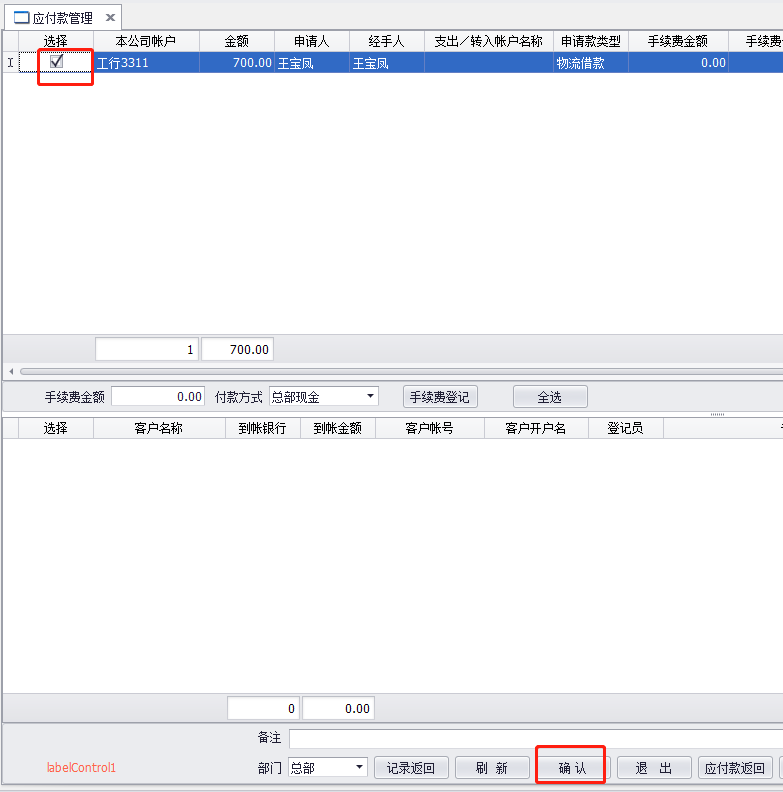 应付款管理
选择 本公司帐户 金额 申请人 经手人 支出／转入帐户名称 申请款类型 手续费金额 手续费
工行3311 700.00 王宝凤 王宝凤 物流借款 0.00
1 700.00
手续费金额 0.00 付款方式 总部现金 手续费登记 全选
选择 客户名称 到帐银行 到帐金额 客户帐号 客户开户名 登记员
0 0.00
备注
labelControl1 部门 总部 记录返回 刷 新 确 认 退 出 应付款返回